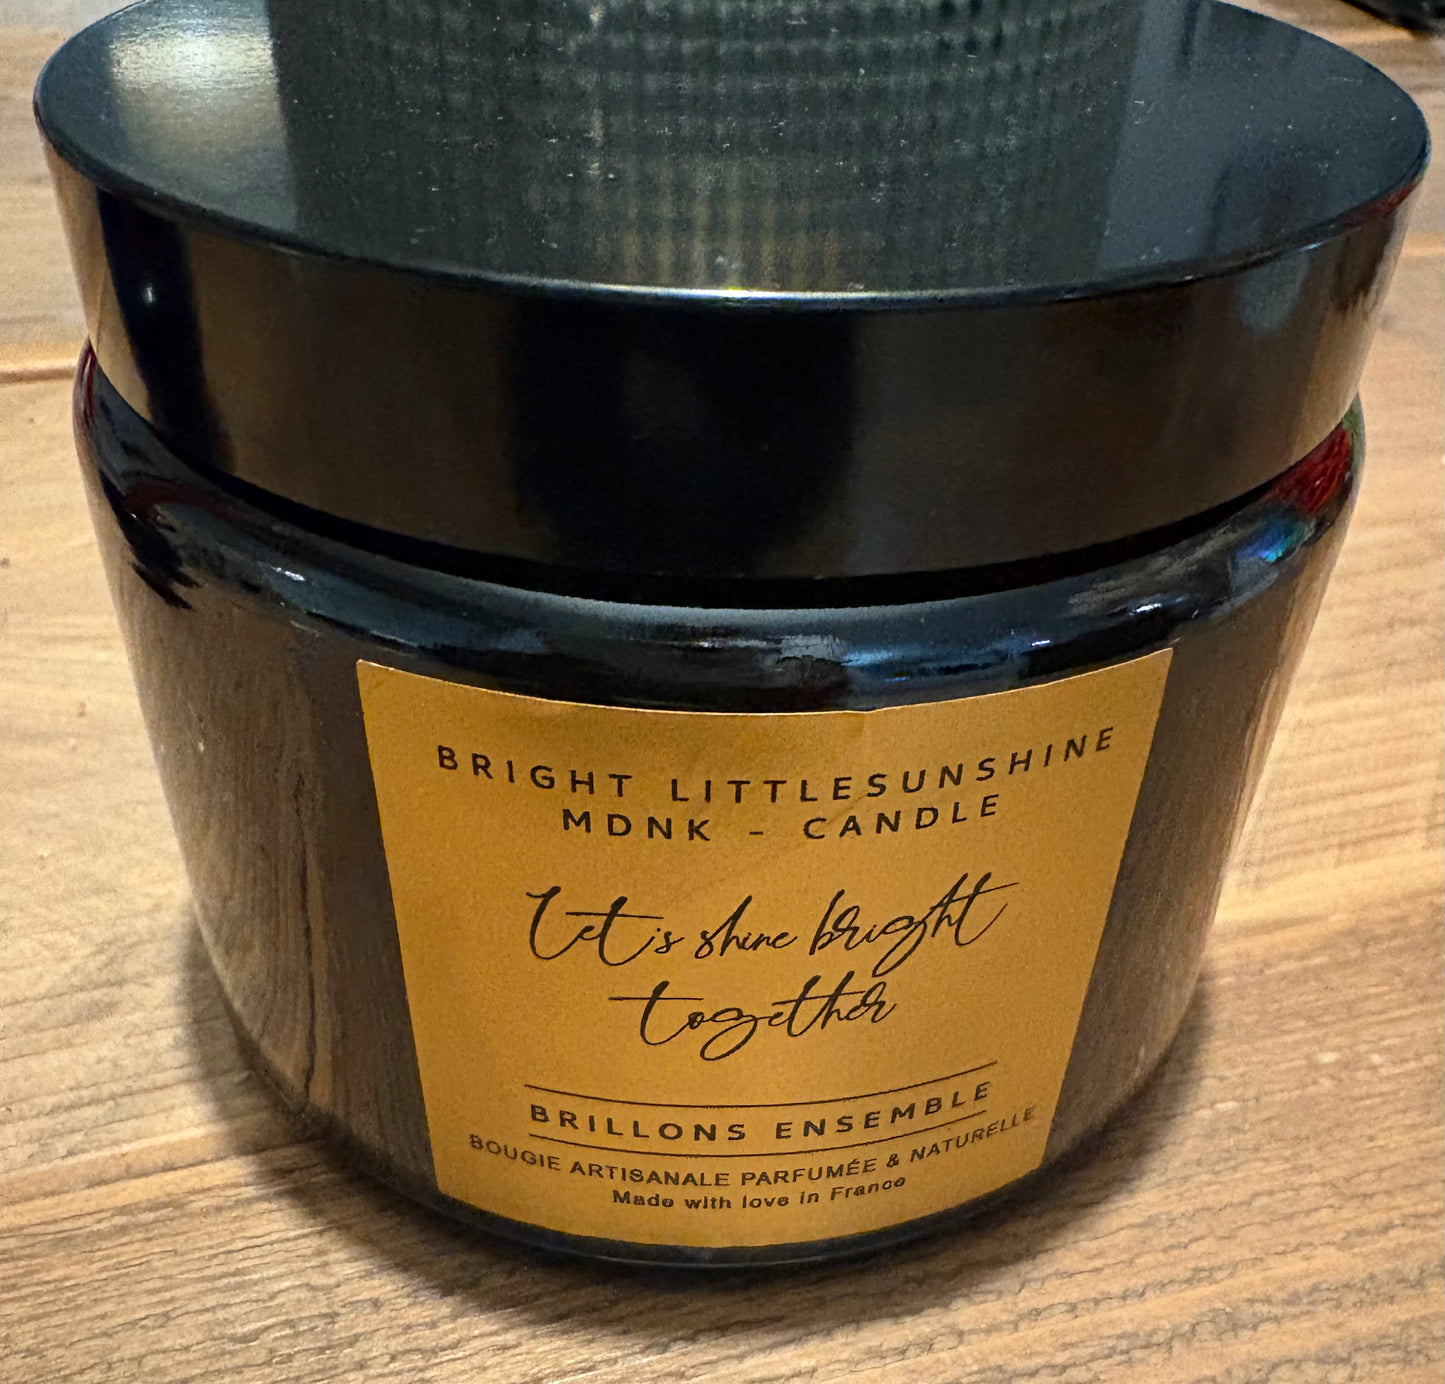 BRIGHT LITTLESUNSHINE
MDNK - CANDLE
Let's shine bright
together
BRILLONS ENSEMBLE
BOUGIE ARTISANALE PARFUMÉE & NATURELLE
Made with love in France